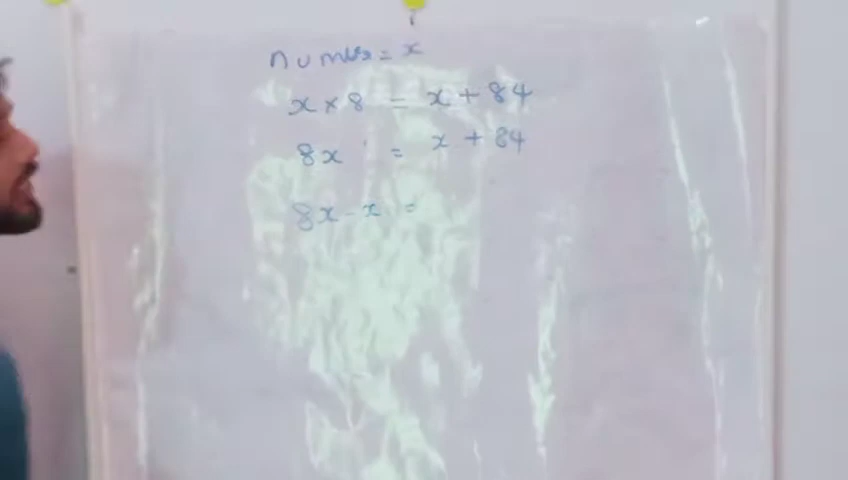 number = x
x × 8 = x + 84
8x = x + 84
8x - x =